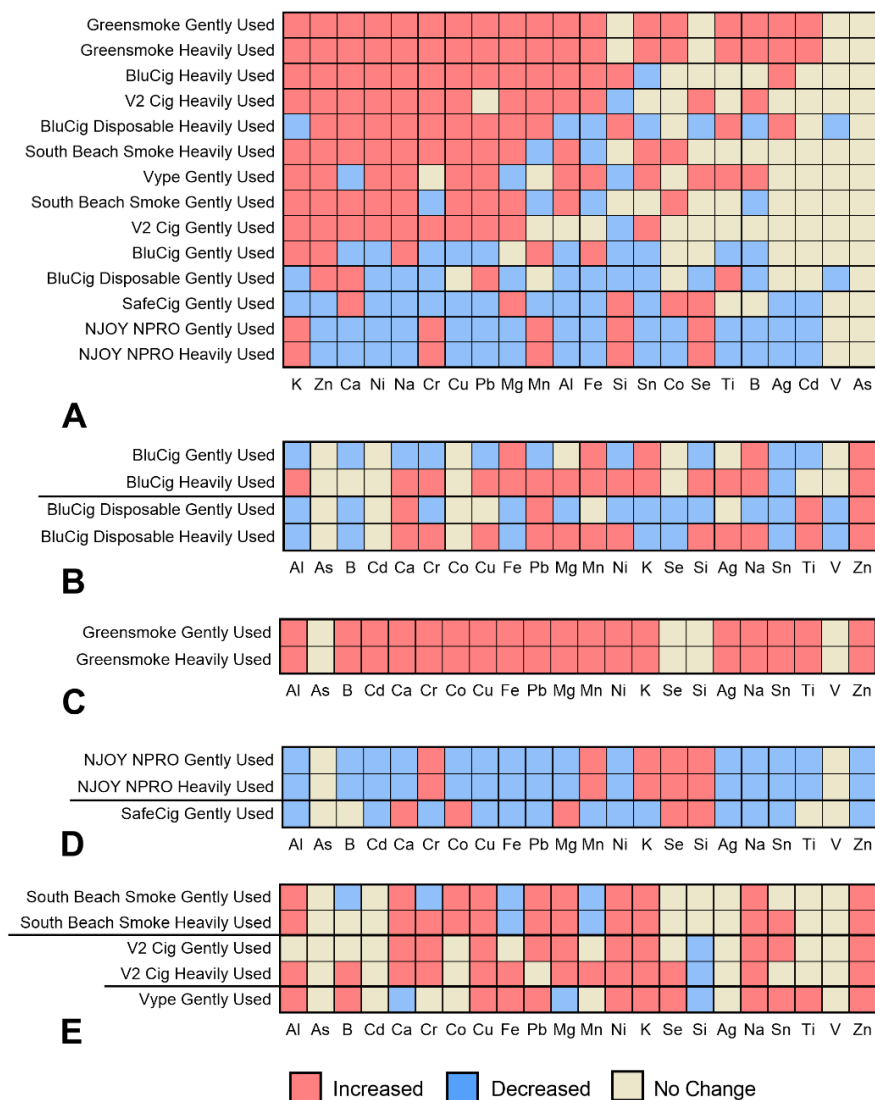 Greensmoke Gently Used
Greensmoke Heavily Used
BluCig Heavily Used
V2 Cig Heavily Used
BluCig Disposable Heavily Used
South Beach Smoke Heavily Used
Vype Gently Used
South Beach Smoke Gently Used
V2 Cig Gently Used
BluCig Gently Used
BluCig Disposable Gently Used
SafeCig Gently Used
NJOY NPRO Gently Used
NJOY NPRO Heavily Used
K Zn Ca Ni Na Cr Cu Pb Mg Mn Al Fe Si Sn Co Se Ti B Ag Cd V As
A
BluCig Gently Used
BluCig Heavily Used
BluCig Disposable Gently Used
BluCig Disposable Heavily Used
Al As B Cd Ca Cr Co Cu Fe Pb Mg Mn Ni K Se Si Ag Na Sn Ti V Zn
B
Greensmoke Gently Used
Greensmoke Heavily Used
Al As B Cd Ca Cr Co Cu Fe Pb Mg Mn Ni K Se Si Ag Na Sn Ti V Zn
C
NJOY NPRO Gently Used
NJOY NPRO Heavily Used
SafeCig Gently Used
Al As B Cd Ca Cr Co Cu Fe Pb Mg Mn Ni K Se Si Ag Na Sn Ti V Zn
D
South Beach Smoke Gently Used
South Beach Smoke Heavily Used
V2 Cig Gently Used
V2 Cig Heavily Used
Vype Gently Used
Al As B Cd Ca Cr Co Cu Fe Pb Mg Mn Ni K Se Si Ag Na Sn Ti V Zn
E
Increased Decreased No Change